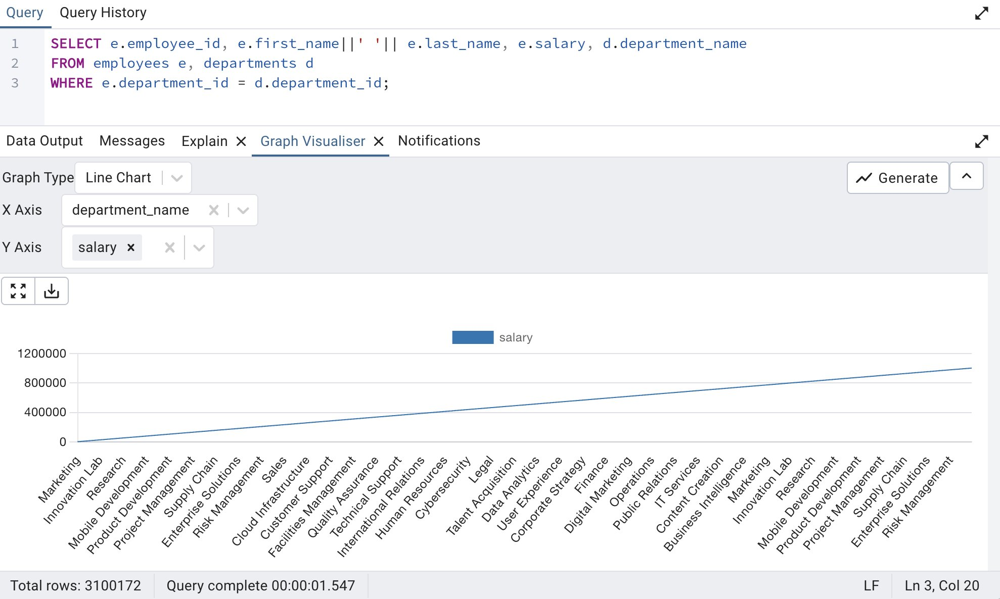 Query Query History
1 SELECT e.employee_id, e.first_name||' '|| e.last_name, e.salary, d.department_name
2 FROM employees e, departments d
3 WHERE e.department_id = d.department_id;
Data Output Messages Explain Graph Visualiser Notifications
Graph Type Line Chart Generate
X Axis department_name
Y Axis salary
salary
1200000
800000
400000
0
Marketing
Innovation Lab
Research
Mobile Development
Product Development
Project Management
Supply Chain
Enterprise Solutions
Risk Management
Sales
Cloud Infrastructure
Customer Support
Facilities Management
Quality Assurance
Technical Support
International Relations
Human Resources
Cybersecurity
Legal
Talent Acquisition
Data Analytics
User Experience
Corporate Strategy
Finance
Digital Marketing
Operations
Public Relations
IT Services
Content Creation
Business Intelligence
Marketing
Innovation Lab
Research
Mobile Development
Product Development
Project Management
Supply Chain
Enterprise Solutions
Risk Management
Total rows: 3100172 Query complete 00:00:01.547 LF Ln 3, Col 20